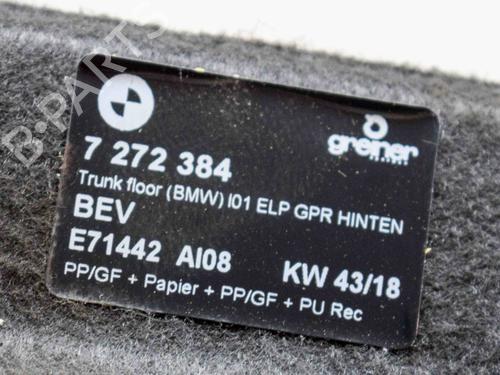 greiner
7 272 384
Trunk floor (BMW) I01 ELP GPR HINTEN
BEV
E71442 AI08 KW 43/18
PP/GF + Papier + PP/GF + PU Rec
B-PARTS